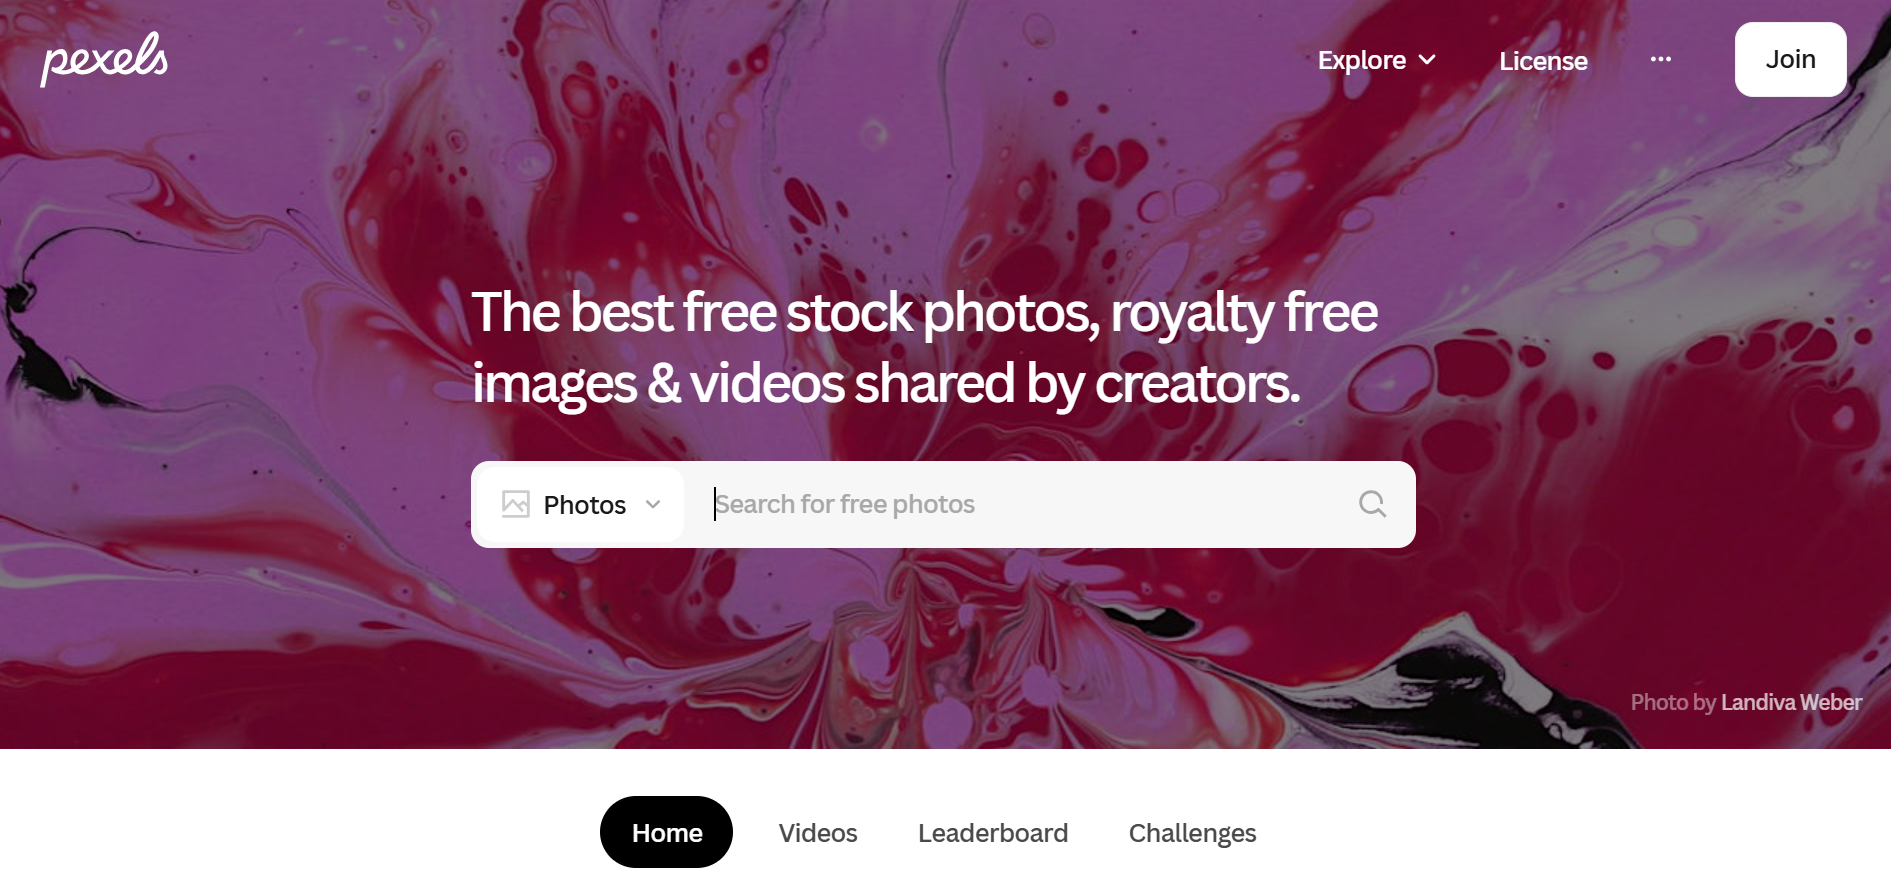 pexels
Explore
License
...
Join
The best free stock photos, royalty free
images & videos shared by creators.
Photos
Search for free photos
Photo by Landiva Weber
Home
Videos
Leaderboard
Challenges